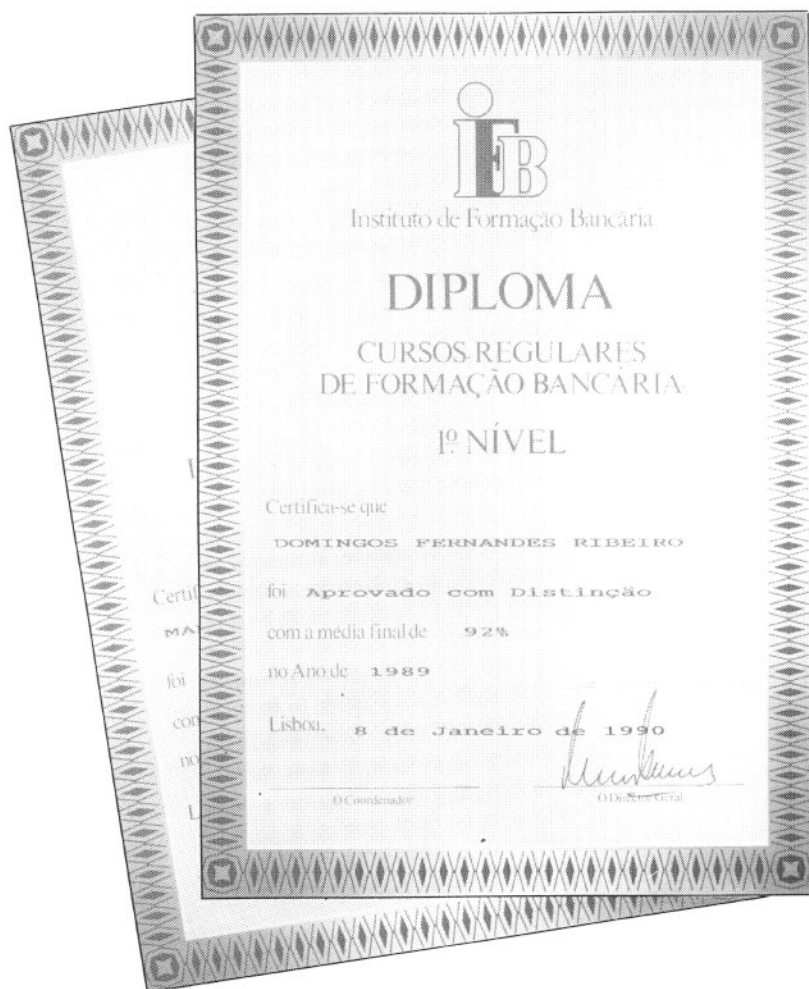 IFB
Instituto de Formação Bancária
DIPLOMA
CURSOS REGULARES
DE FORMAÇÃO BANCÁRIA
1º NÍVEL
Certifica-se que
DOMINGOS FERNANDES RIBEIRO
foi Aprovado com Distinção
com a média final de 92%
no Ano de 1989
Lisboa, 8 de Janeiro de 1990
O Coordenador
O Director Geral
foi